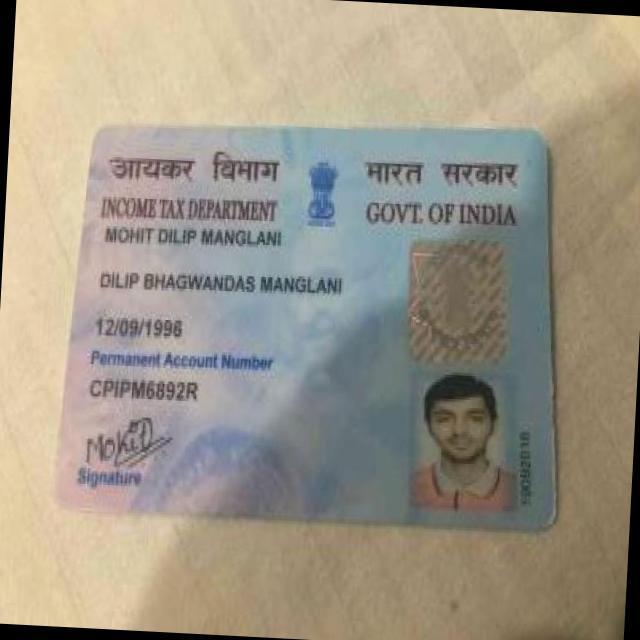 आयकर विभाग भारत सरकार
INCOME TAX DEPARTMENT GOVT. OF INDIA
MOHIT DILIP MANGLANI
DILIP BHAGWANDAS MANGLANI
12/09/1996
Permanent Account Number
CPIPM6892R
Mohit D
Signature